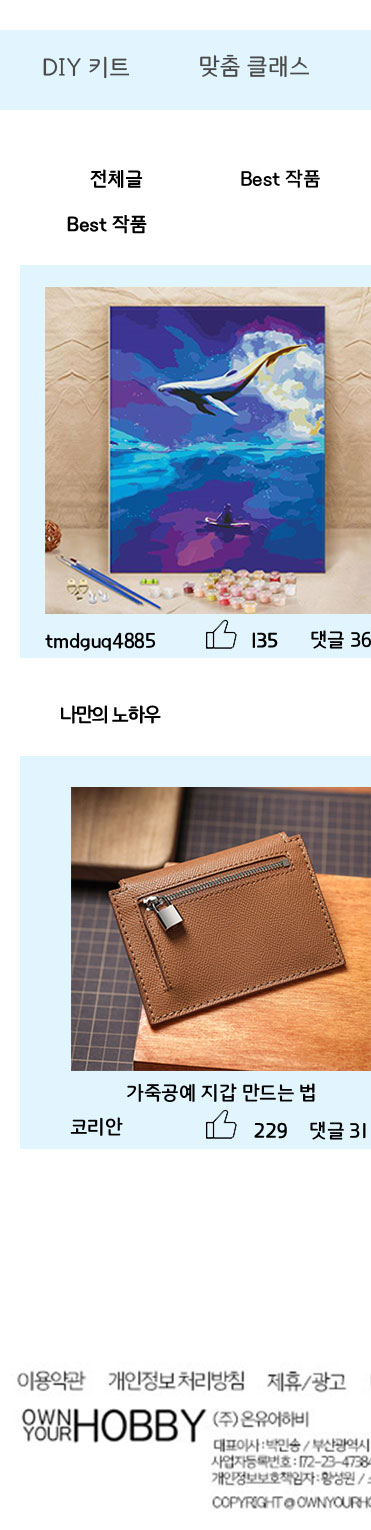 DIY 키트 맞춤 클래스
전체글 Best 작품
Best 작품
tmdguq4885 135 댓글 36
나만의 노하우
가죽공예 지갑 만드는 법
코리안 229 댓글 31
이용약관 개인정보처리방침 제휴/광고
OWN YOUR HOBBY (주) 온유어하비
대표이사 : 박민송 / 부산광역시
사업자등록번호 : 172-23-4738
개인정보보호책임자 : 황성원 /
COPYRIGHT @ OWNYOURHO